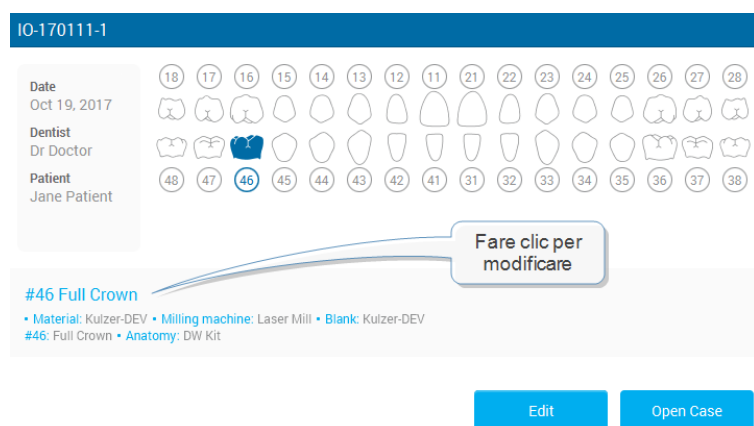 IO-170111-1
Date
Oct 19, 2017
Dentist
Dr Doctor
Patient
Jane Patient
18 17 16 15 14 13 12 11 21 22 23 24 25 26 27 28
48 47 46 45 44 43 42 41 31 32 33 34 35 36 37 38
Fare clic per
modificare
#46 Full Crown
• Material: Kulzer-DEV • Milling machine: Laser Mill • Blank: Kulzer-DEV
#46: Full Crown • Anatomy: DW Kit
Edit Open Case